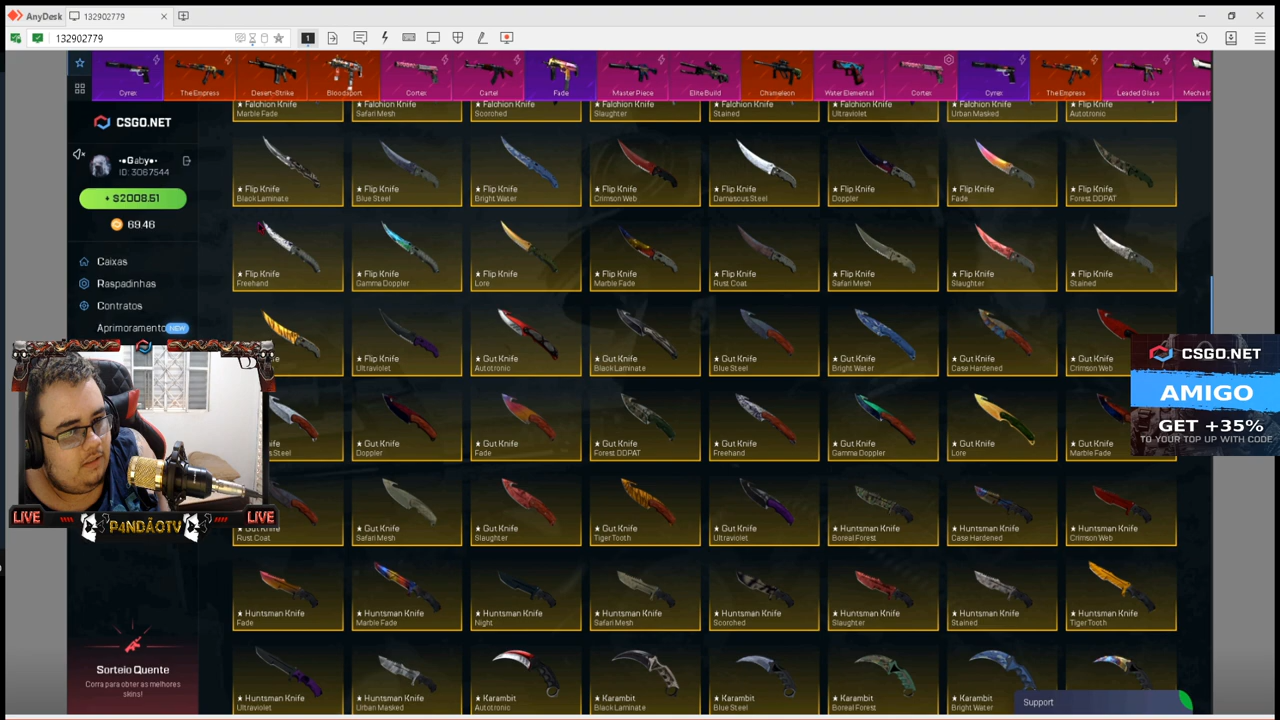 AnyDesk
132902779
132902779
1
Cyrex
The Empress
Desert-Strike
Bloodsport
Cortex
Cartel
Fade
Master Piece
Elite Build
Chameleon
Water Elemental
Cortex
Cyrex
The Empress
Leaded Glass
Mecha In
CSGO.NET
•●Gaby●•
ID: 3067544
+ $2008.51
69.46
Caixas
Raspadinhas
Contratos
Aprimoramento NEW
★ Falchion Knife
Marble Fade
★ Falchion Knife
Safari Mesh
★ Falchion Knife
Scorched
★ Falchion Knife
Slaughter
★ Falchion Knife
Stained
★ Falchion Knife
Ultraviolet
★ Falchion Knife
Urban Masked
★ Flip Knife
Autotronic
★ Flip Knife
Black Laminate
★ Flip Knife
Blue Steel
★ Flip Knife
Bright Water
★ Flip Knife
Crimson Web
★ Flip Knife
Damascus Steel
★ Flip Knife
Doppler
★ Flip Knife
Fade
★ Flip Knife
Forest DDPAT
★ Flip Knife
Freehand
★ Flip Knife
Gamma Doppler
★ Flip Knife
Lore
★ Flip Knife
Marble Fade
★ Flip Knife
Rust Coat
★ Flip Knife
Safari Mesh
★ Flip Knife
Slaughter
★ Flip Knife
Stained
★ Flip Knife
Ultraviolet
★ Gut Knife
Autotronic
★ Gut Knife
Black Laminate
★ Gut Knife
Blue Steel
★ Gut Knife
Bright Water
★ Gut Knife
Case Hardened
★ Gut Knife
Crimson Web
Knife
s Steel
★ Gut Knife
Doppler
★ Gut Knife
Fade
★ Gut Knife
Forest DDPAT
★ Gut Knife
Freehand
★ Gut Knife
Gamma Doppler
★ Gut Knife
Lore
★ Gut Knife
Marble Fade
Rust Coat
★ Gut Knife
Safari Mesh
★ Gut Knife
Slaughter
★ Gut Knife
Tiger Tooth
★ Gut Knife
Ultraviolet
★ Huntsman Knife
Boreal Forest
★ Huntsman Knife
Case Hardened
★ Huntsman Knife
Crimson Web
★ Huntsman Knife
Fade
★ Huntsman Knife
Marble Fade
★ Huntsman Knife
Night
★ Huntsman Knife
Safari Mesh
★ Huntsman Knife
Scorched
★ Huntsman Knife
Slaughter
★ Huntsman Knife
Stained
★ Huntsman Knife
Tiger Tooth
★ Huntsman Knife
Ultraviolet
★ Huntsman Knife
Urban Masked
★ Karambit
Autotronic
★ Karambit
Black Laminate
★ Karambit
Blue Steel
★ Karambit
Boreal Forest
★ Karambit
Bright Water
★ Karambit
LIVE
P4NDÃOTV
LIVE
Sorteio Quente
Corra para obter as melhores
skins!
CSGO.NET
AMIGO
GET +35%
TO YOUR TOP UP WITH CODE
Support